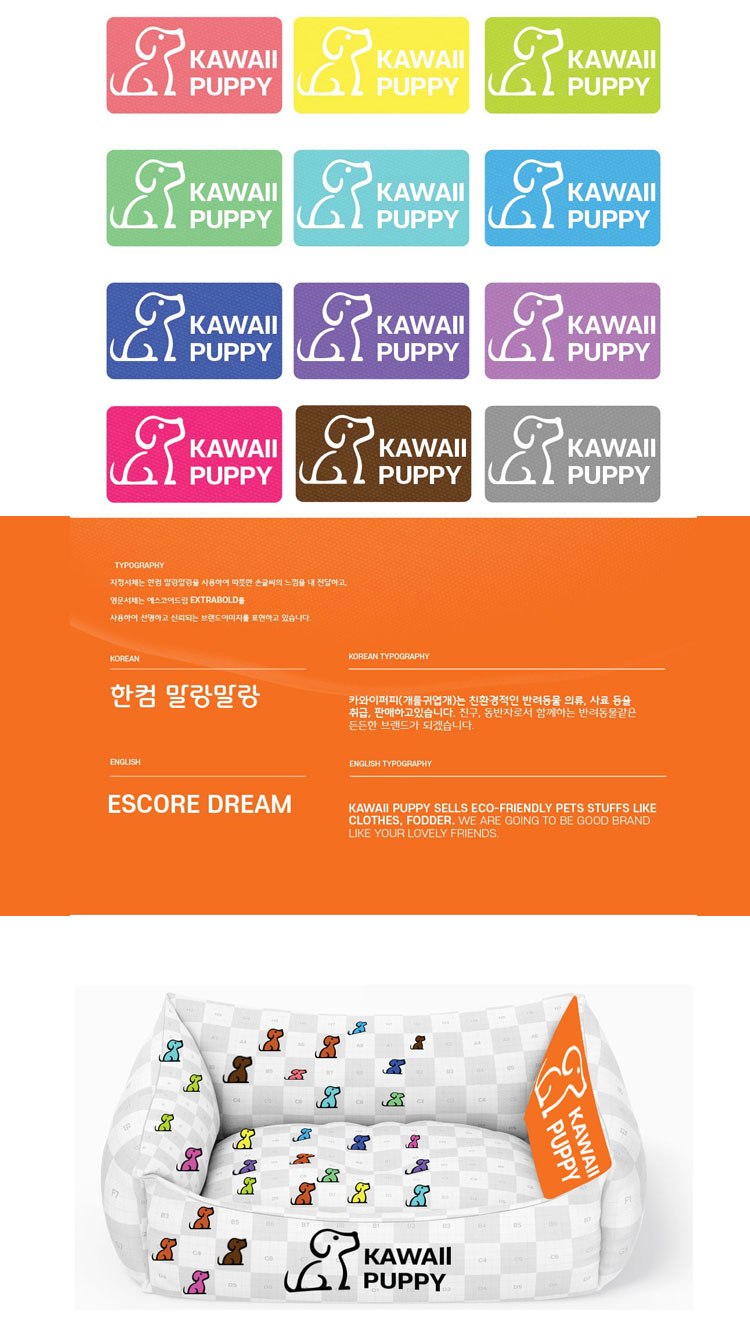 KAWAII
PUPPY
KAWAII
PUPPY
KAWAII
PUPPY
KAWAII
PUPPY
KAWAII
PUPPY
KAWAII
PUPPY
KAWAII
PUPPY
KAWAII
PUPPY
KAWAII
PUPPY
KAWAII
PUPPY
KAWAII
PUPPY
KAWAII
PUPPY
TYPOGRAPHY
지정서체는 한컴 말랑말랑을 사용하여 따뜻한 손글씨의 느낌을 내 전달하고,
영문서체는 에스코어드림 EXTRABOLD를
사용하여 선명하고 신뢰되는 브랜드이미지를 표현하고 있습니다.
KOREAN
한컴 말랑말랑
KOREAN TYPOGRAPHY
카와이퍼피(개를귀엽개)는 친환경적인 반려동물 의류, 사료 등을
취급, 판매하고있습니다. 친구, 동반자로서 함께하는 반려동물같은
든든한 브랜드가 되겠습니다.
ENGLISH
ESCORE DREAM
ENGLISH TYPOGRAPHY
KAWAII PUPPY SELLS ECO-FRIENDLY PETS STUFFS LIKE
CLOTHES, FODDER. WE ARE GOING TO BE GOOD BRAND
LIKE YOUR LOVELY FRIENDS.
KAWAII
PUPPY
KAWAII
PUPPY